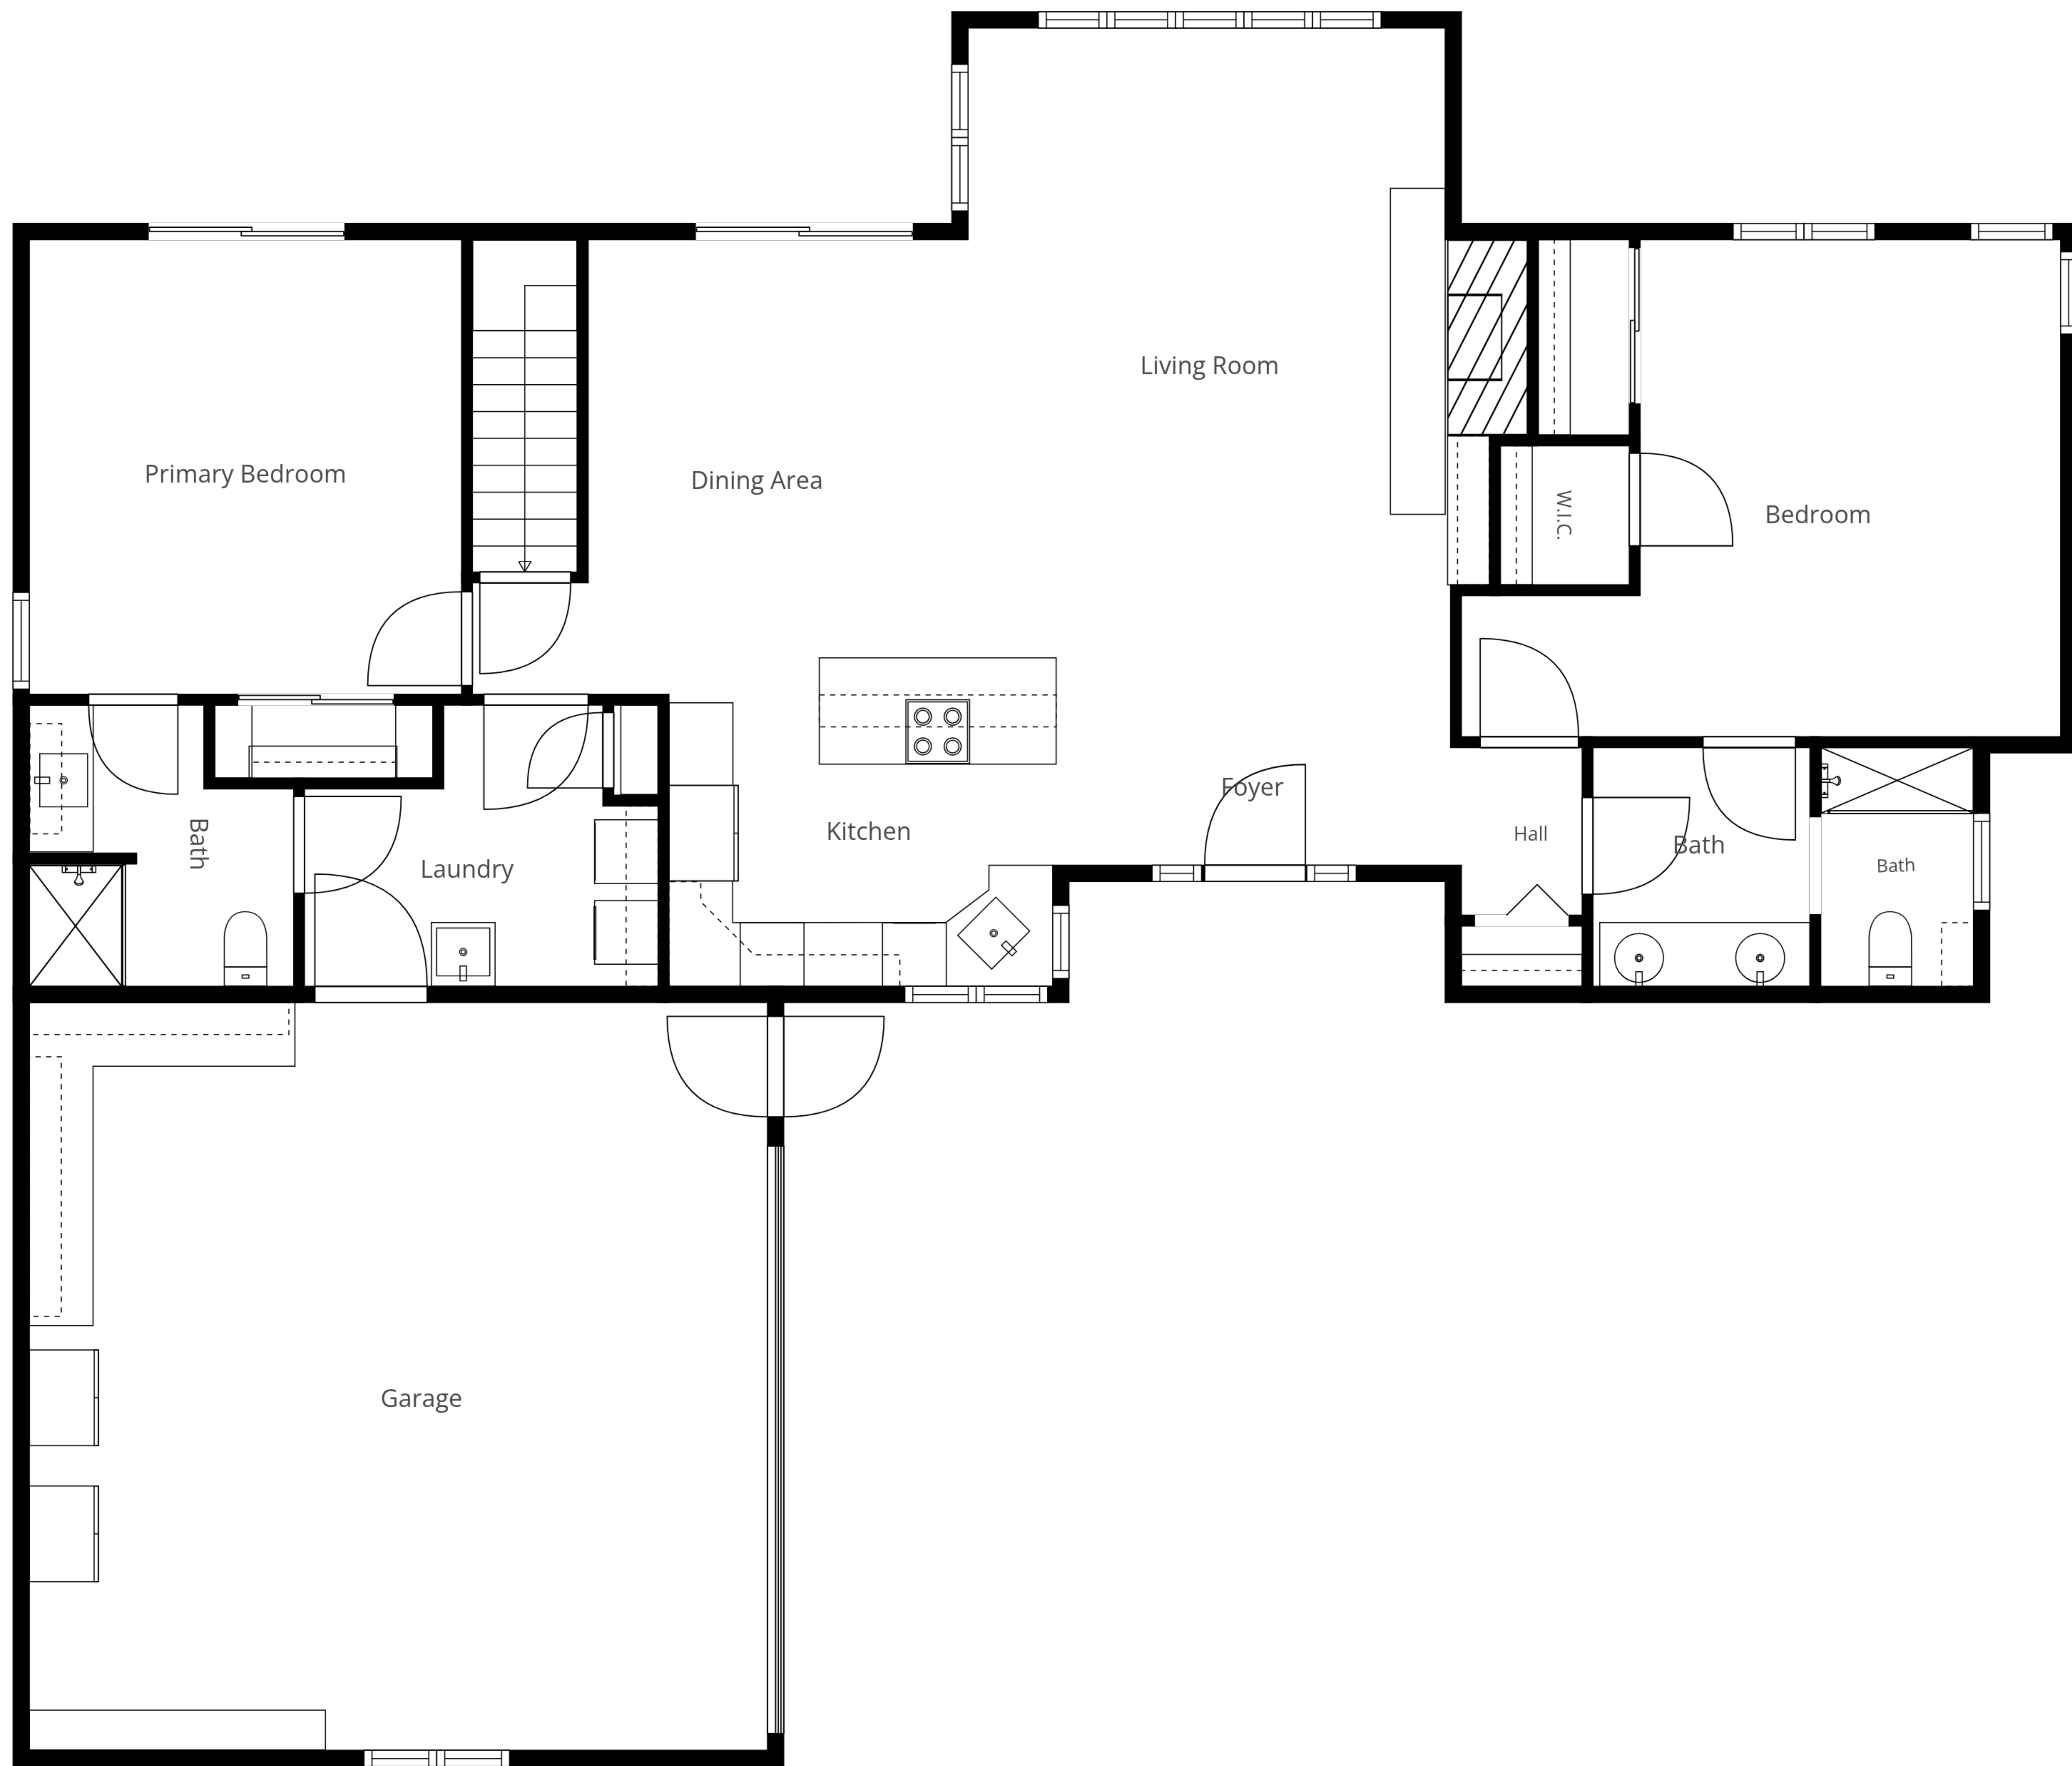 Living Room
Primary Bedroom
Dining Area
W.I.C.
Bedroom
Foyer
Kitchen
Hall
Bath
Bath
Bath
Laundry
Garage